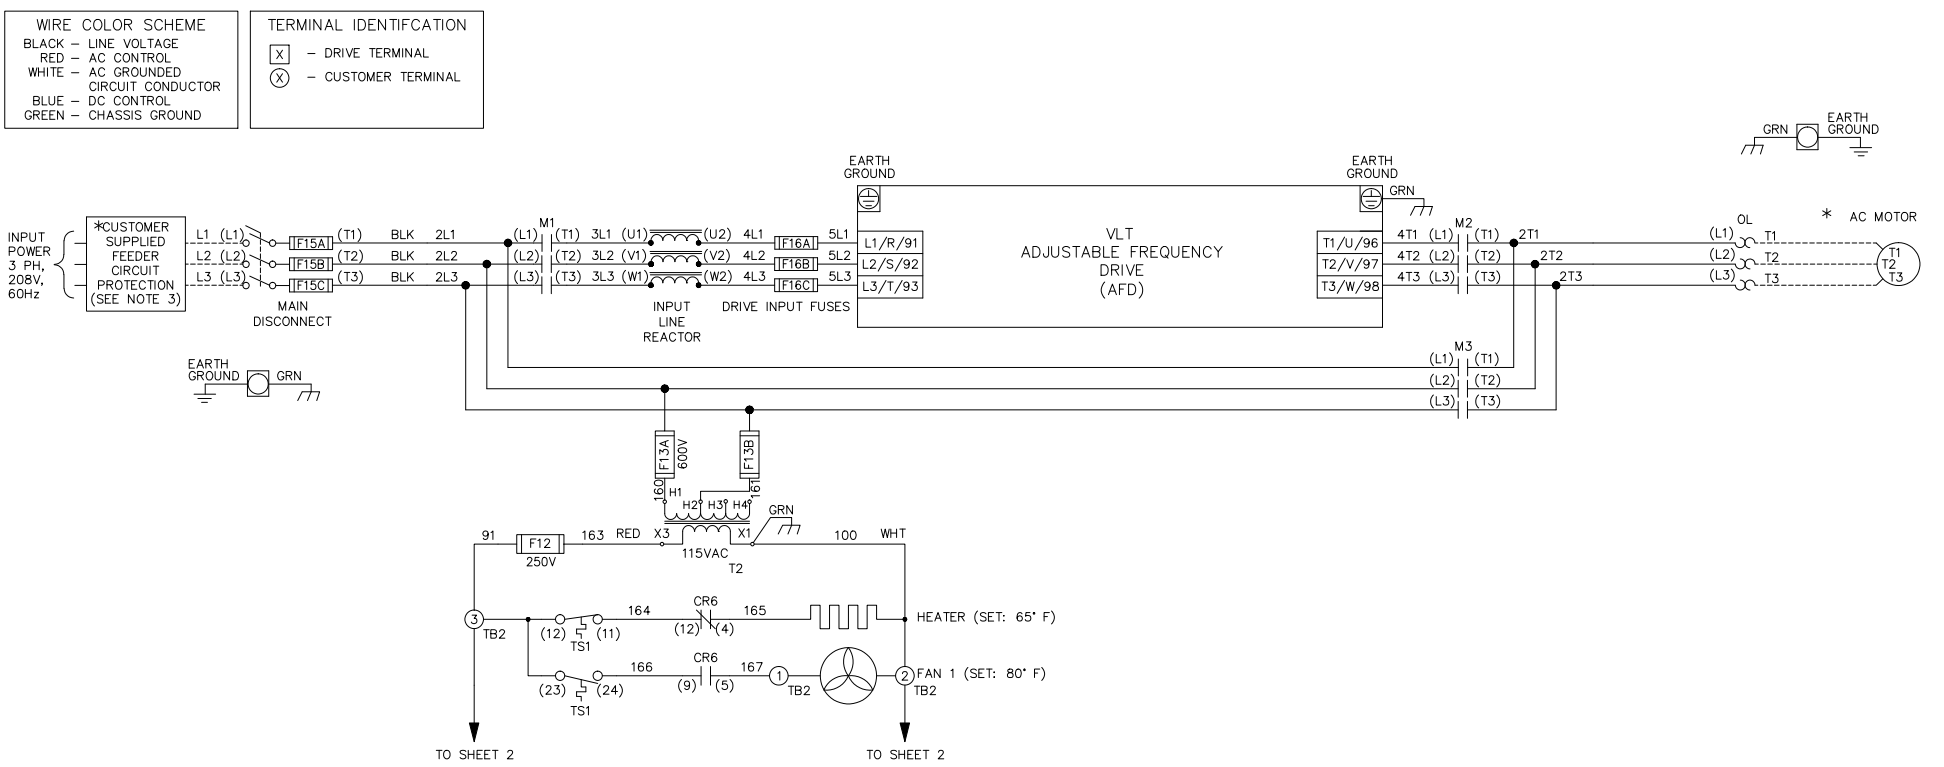 WIRE COLOR SCHEME
BLACK – LINE VOLTAGE
RED – AC CONTROL
WHITE – AC GROUNDED
CIRCUIT CONDUCTOR
BLUE – DC CONTROL
GREEN – CHASSIS GROUND
TERMINAL IDENTIFCATION
X – DRIVE TERMINAL
X – CUSTOMER TERMINAL
GRN
EARTH
GROUND
INPUT
POWER
3 PH,
208V,
60Hz
*CUSTOMER
SUPPLIED
FEEDER
CIRCUIT
PROTECTION
(SEE NOTE 3)
L1 (L1) F15A (T1) BLK 2L1
L2 (L2) F15B (T2) BLK 2L2
L3 (L3) F15C (T3) BLK 2L3
MAIN
DISCONNECT
M1
(L1) (T1) 3L1 (U1) (U2) 4L1 F16A 5L1
(L2) (T2) 3L2 (V1) (V2) 4L2 F16B 5L2
(L3) (T3) 3L3 (W1) (W2) 4L3 F16C 5L3
INPUT
LINE
REACTOR
DRIVE INPUT FUSES
EARTH
GROUND
L1/R/91
L2/S/92
L3/T/93
VLT
ADJUSTABLE FREQUENCY
DRIVE
(AFD)
EARTH
GROUND
GRN
T1/U/96
T2/V/97
T3/W/98
M2
4T1 (L1) (T1) 2T1
4T2 (L2) (T2) 2T2
4T3 (L3) (T3) 2T3
OL
(L1) T1
(L2) T2
(L3) T3
* AC MOTOR
T1
T2
T3
M3
(L1) (T1)
(L2) (T2)
(L3) (T3)
EARTH
GROUND
GRN
F13A
600V
F13B
160
161
H1
H2 H3 H4
GRN
91 F12 163 RED X3 X1 100 WHT
250V
115VAC
T2
3
TB2
(12) (11)
TS1
164
CR6
(12) (4)
165
HEATER (SET: 65° F)
(23) (24)
TS1
166
CR6
(9) (5)
167
1
TB2
2
TB2
FAN 1 (SET: 80° F)
TO SHEET 2
TO SHEET 2